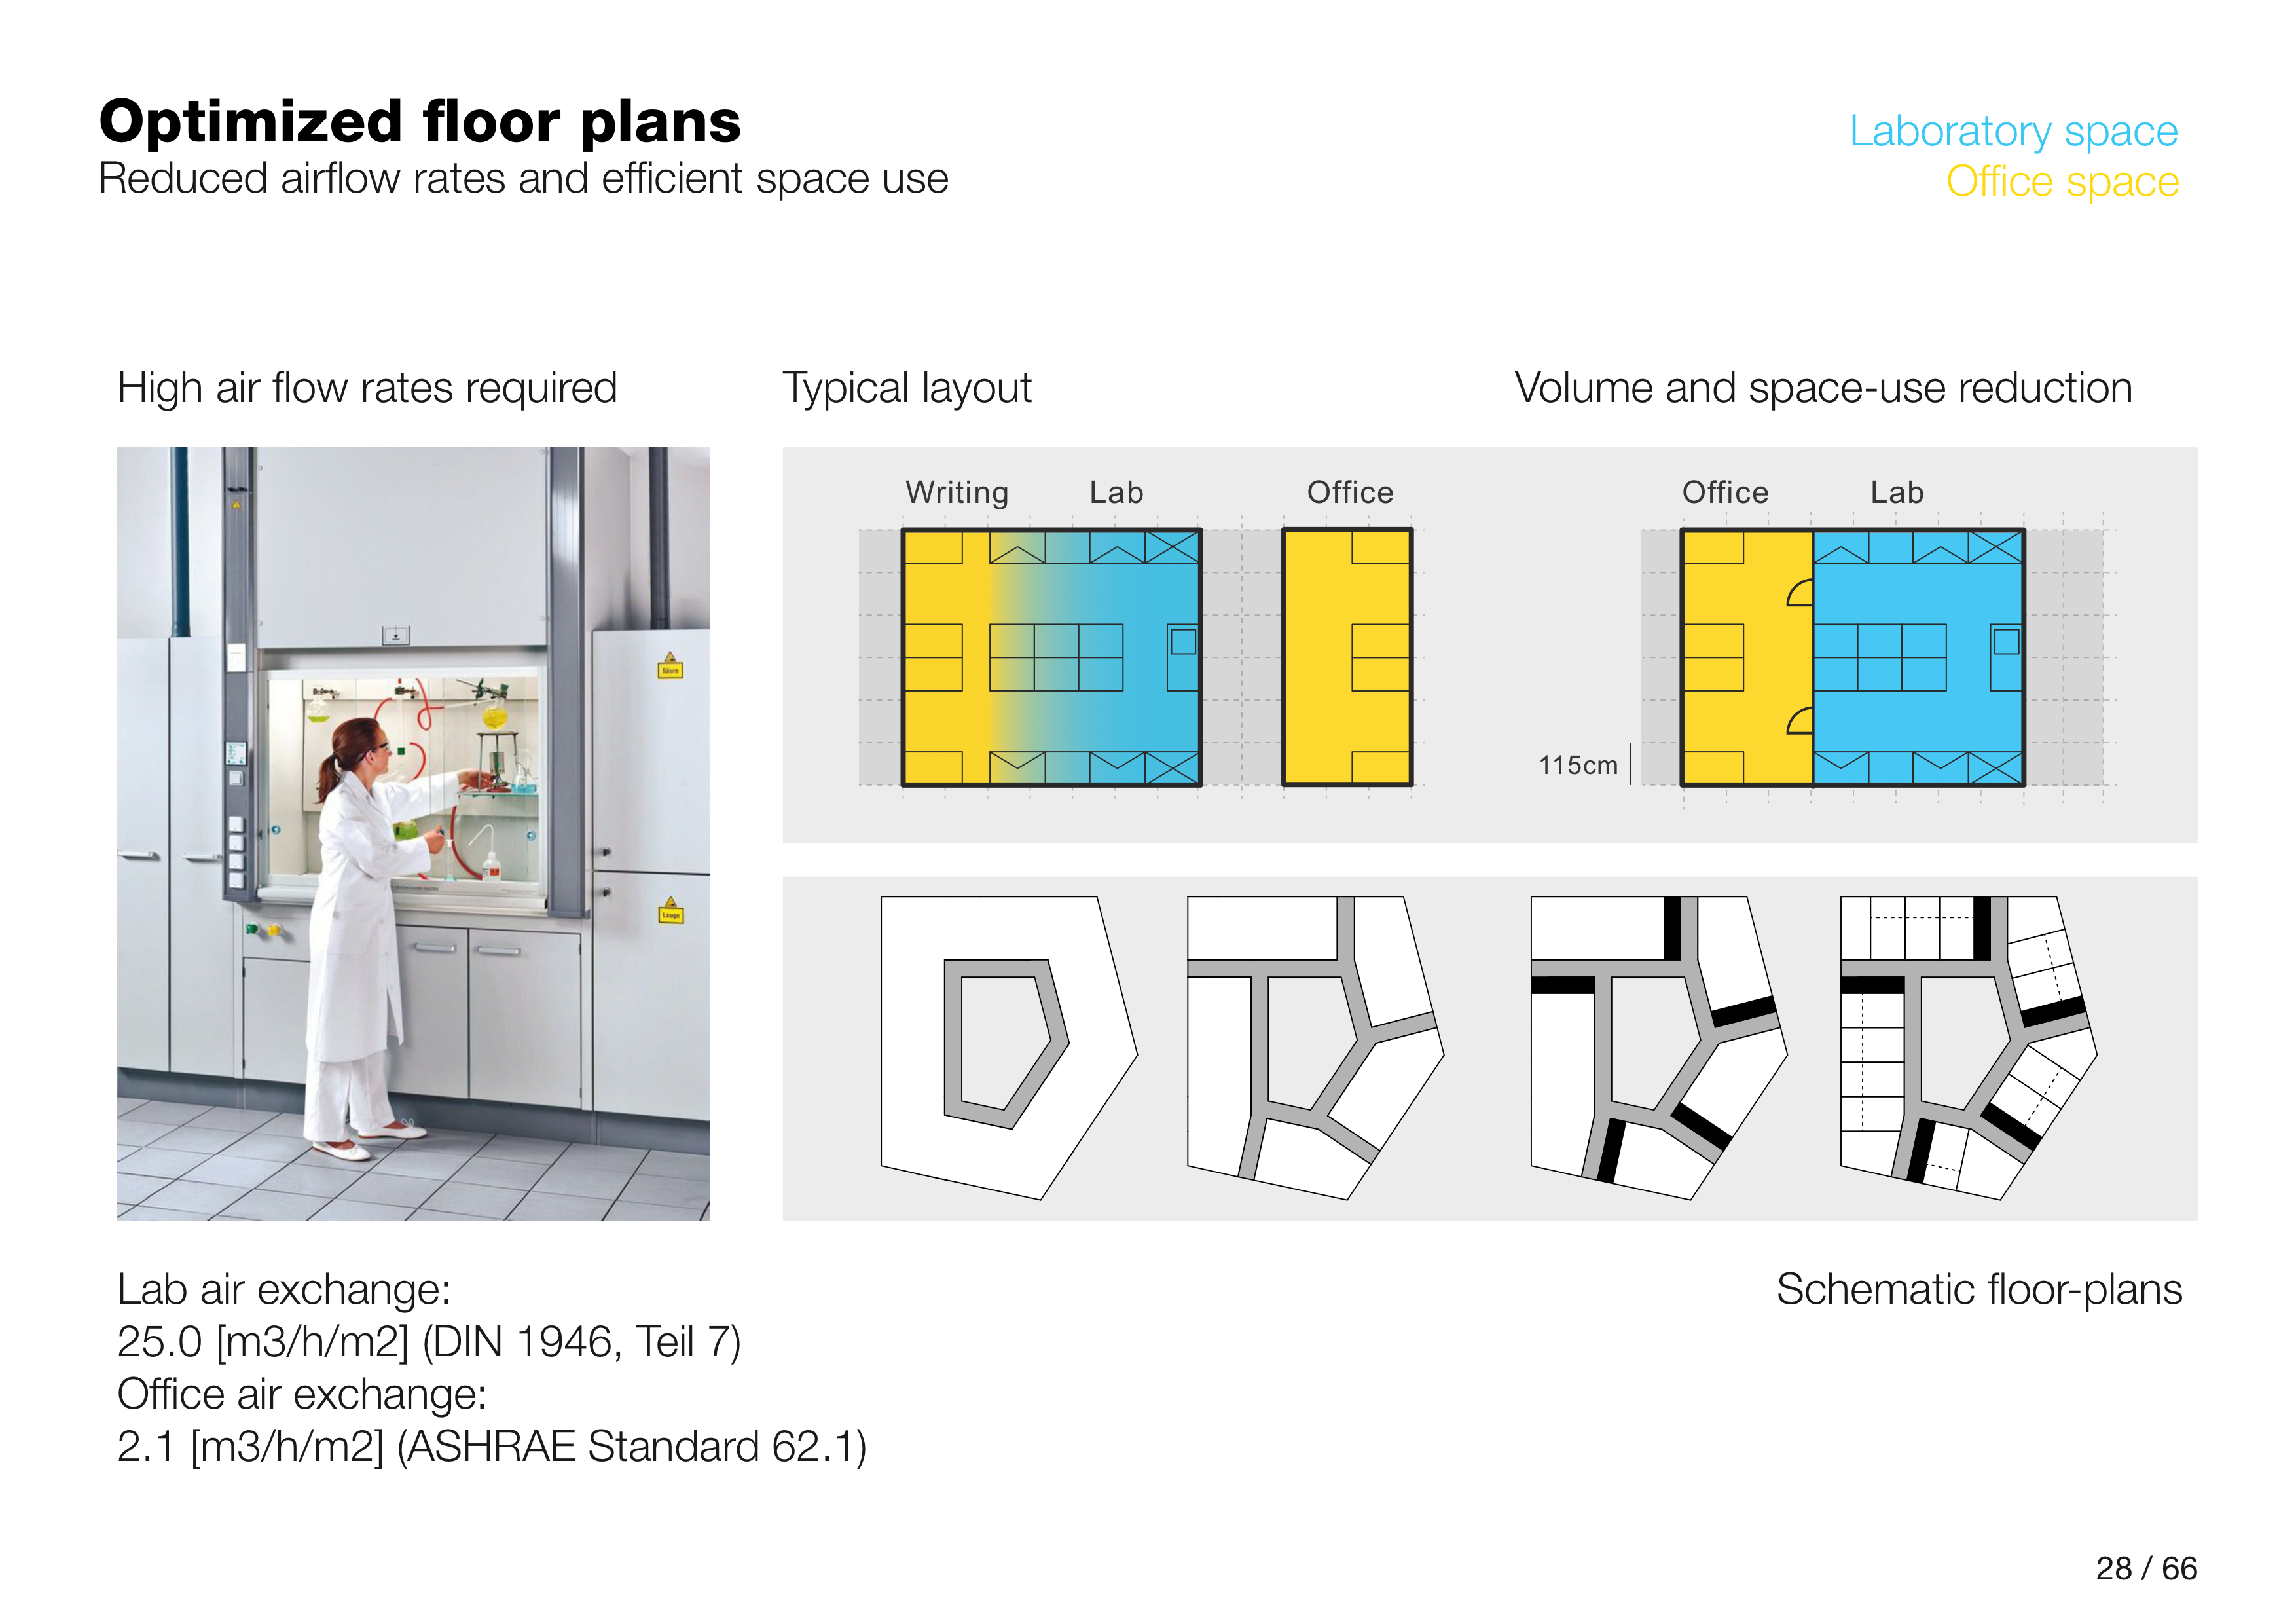 Optimized floor plans
Reduced airflow rates and efficient space use
Laboratory space
Office space
High air flow rates required
Typical layout
Volume and space-use reduction
Writing
Lab
Office
Office
Lab
115cm
Säure
Lauge
Lab air exchange:
25.0 [m3/h/m2] (DIN 1946, Teil 7)
Office air exchange:
2.1 [m3/h/m2] (ASHRAE Standard 62.1)
Schematic floor-plans
28 / 66